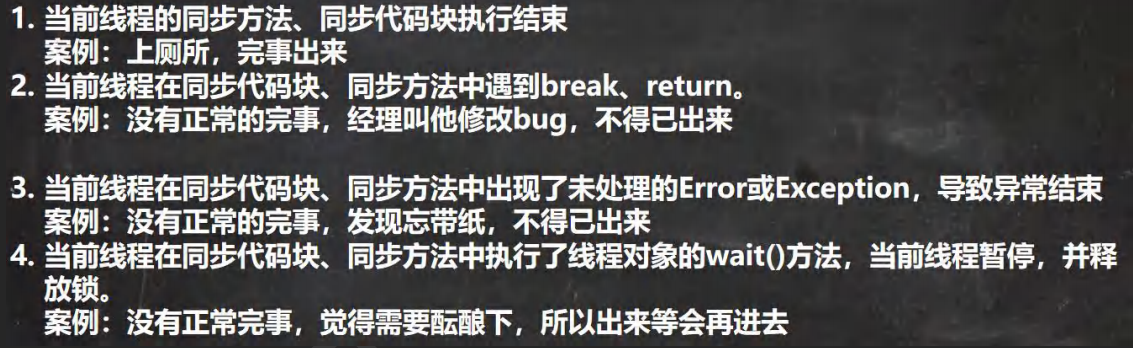 1. 当前线程的同步方法、同步代码块执行结束
案例：上厕所，完事出来
2. 当前线程在同步代码块、同步方法中遇到break、return。
案例：没有正常的完事，经理叫他修改bug，不得已出来
3. 当前线程在同步代码块、同步方法中出现了未处理的Error或Exception，导致异常结束
案例：没有正常的完事，发现忘带纸，不得已出来
4. 当前线程在同步代码块、同步方法中执行了线程对象的wait()方法，当前线程暂停，并释
放锁。
案例：没有正常完事，觉得需要酝酿下，所以出来等会再进去